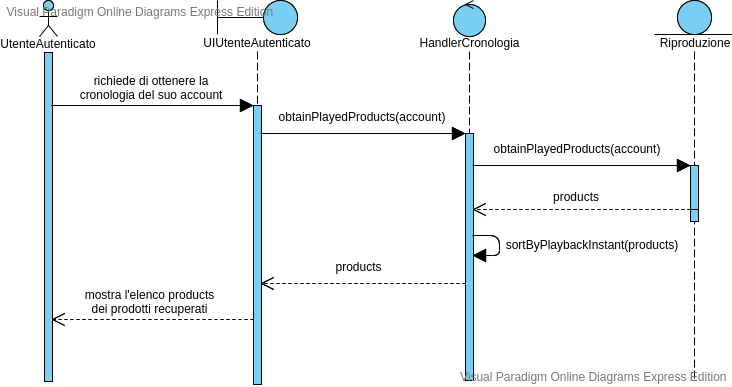 Visual Paradigm Online Diagrams Express Edition
UtenteAutenticato
UIUtenteAutenticato
HandlerCronologia
Riproduzione
richiede di ottenere la
cronologia del suo account
obtainPlayedProducts(account)
obtainPlayedProducts(account)
products
sortByPlaybackInstant(products)
products
mostra l'elenco products
dei prodotti recuperati
Visual Paradigm Online Diagrams Express Edition